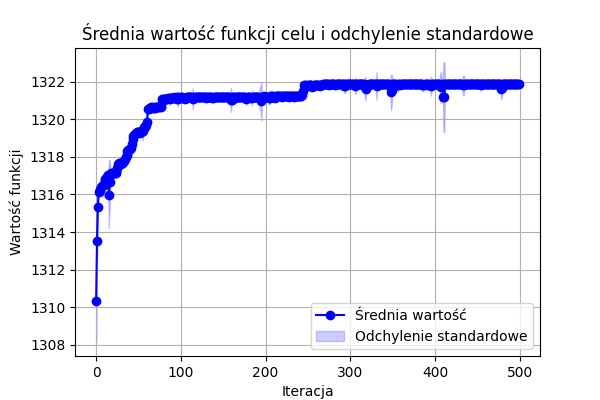 Średnia wartość funkcji celu i odchylenie standardowe
Wartość funkcji
1322
1320
1318
1316
1314
1312
1310
1308
0 100 200 300 400 500
Iteracja
Średnia wartość
Odchylenie standardowe